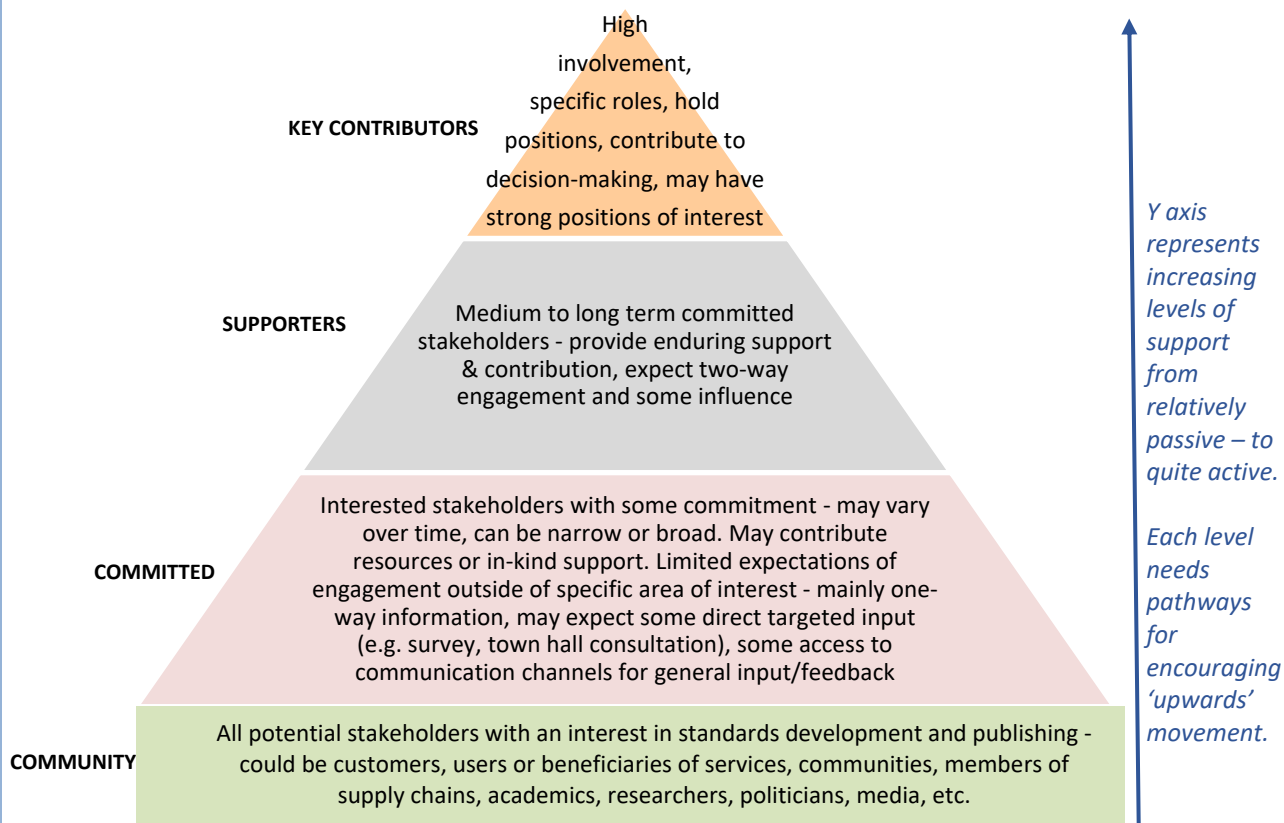 High
involvement,
specific roles, hold
positions, contribute to
decision-making, may have
strong positions of interest
KEY CONTRIBUTORS
SUPPORTERS
Medium to long term committed
stakeholders - provide enduring support
& contribution, expect two-way
engagement and some influence
COMMITTED
Interested stakeholders with some commitment - may vary
over time, can be narrow or broad. May contribute
resources or in-kind support. Limited expectations of
engagement outside of specific area of interest - mainly one-
way information, may expect some direct targeted input
(e.g. survey, town hall consultation), some access to
communication channels for general input/feedback
COMMUNITY
All potential stakeholders with an interest in standards development and publishing -
could be customers, users or beneficiaries of services, communities, members of
supply chains, academics, researchers, politicians, media, etc.
Y axis
represents
increasing
levels of
support
from
relatively
passive – to
quite active.
Each level
needs
pathways
for
encouraging
‘upwards’
movement.